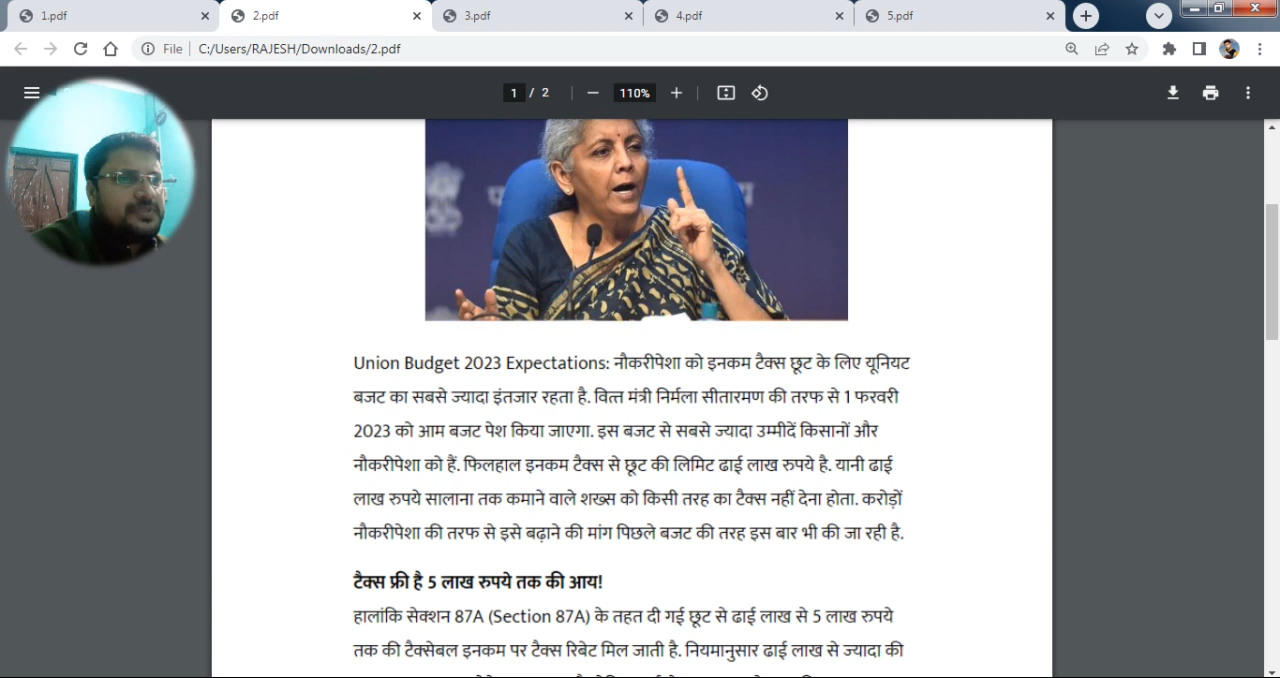 1.pdf
2.pdf
3.pdf
4.pdf
5.pdf
File
C:/Users/RAJESH/Downloads/2.pdf
1 / 2
110%
Union Budget 2023 Expectations: नौकरीपेशा को इनकम टैक्स छूट के लिए यूनियट
बजट का सबसे ज्यादा इंतजार रहता है. वित्त मंत्री निर्मला सीतारमण की तरफ से 1 फरवरी
2023 को आम बजट पेश किया जाएगा. इस बजट से सबसे ज्यादा उम्मीदें किसानों और
नौकरीपेशा को हैं. फिलहाल इनकम टैक्स से छूट की लिमिट ढाई लाख रुपये है. यानी ढाई
लाख रुपये सालाना तक कमाने वाले शख्स को किसी तरह का टैक्स नहीं देना होता. करोड़ों
नौकरीपेशा की तरफ से इसे बढ़ाने की मांग पिछले बजट की तरह इस बार भी की जा रही है.
टैक्स फ्री है 5 लाख रुपये तक की आय!
हालांकि सेक्शन 87A (Section 87A) के तहत दी गई छूट से ढाई लाख से 5 लाख रुपये
तक की टैक्सेबल इनकम पर टैक्स रिबेट मिल जाती है. नियमानुसार ढाई लाख से ज्यादा की